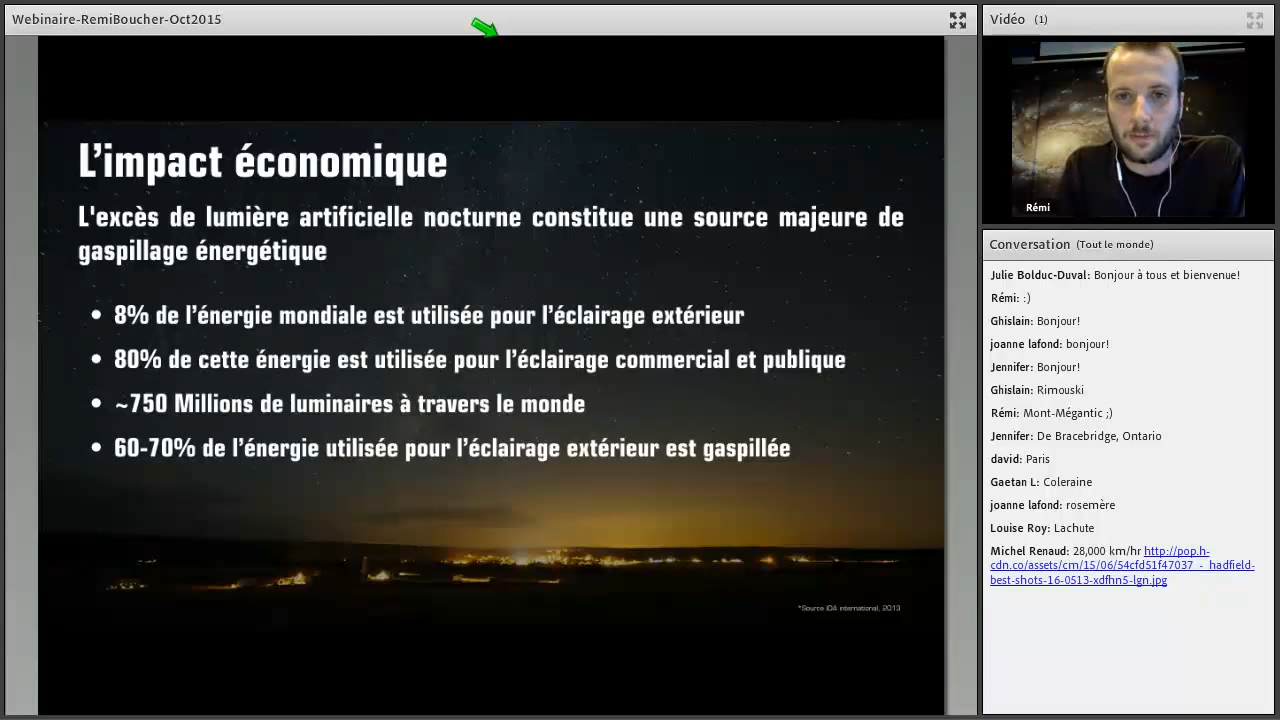 Webinaire-RemiBoucher-Oct2015
L'impact économique
L'excès de lumière artificielle nocturne constitue une source majeure de
gaspillage énergétique
• 8% de l'énergie mondiale est utilisée pour l'éclairage extérieur
• 80% de cette énergie est utilisée pour l'éclairage commercial et publique
• ~750 Millions de luminaires à travers le monde
• 60-70% de l'énergie utilisée pour l'éclairage extérieur est gaspillée
*Source IDA international, 2013
Vidéo (1)
Rémi
Conversation (Tout le monde)
Julie Bolduc-Duval: Bonjour à tous et bienvenue!
Rémi: :)
Ghislain: Bonjour!
joanne lafond: bonjour!
Jennifer: Bonjour!
Ghislain: Rimouski
Rémi: Mont-Mégantic ;)
Jennifer: De Bracebridge, Ontario
david: Paris
Gaetan L: Coleraine
joanne lafond: rosemère
Louise Roy: Lachute
Michel Renaud: 28,000 km/hr http://pop.h-
cdn.co/assets/cm/15/06/54cfd51f47037_-_hadfield-
best-shots-16-0513-xdfhn5-lgn.jpg